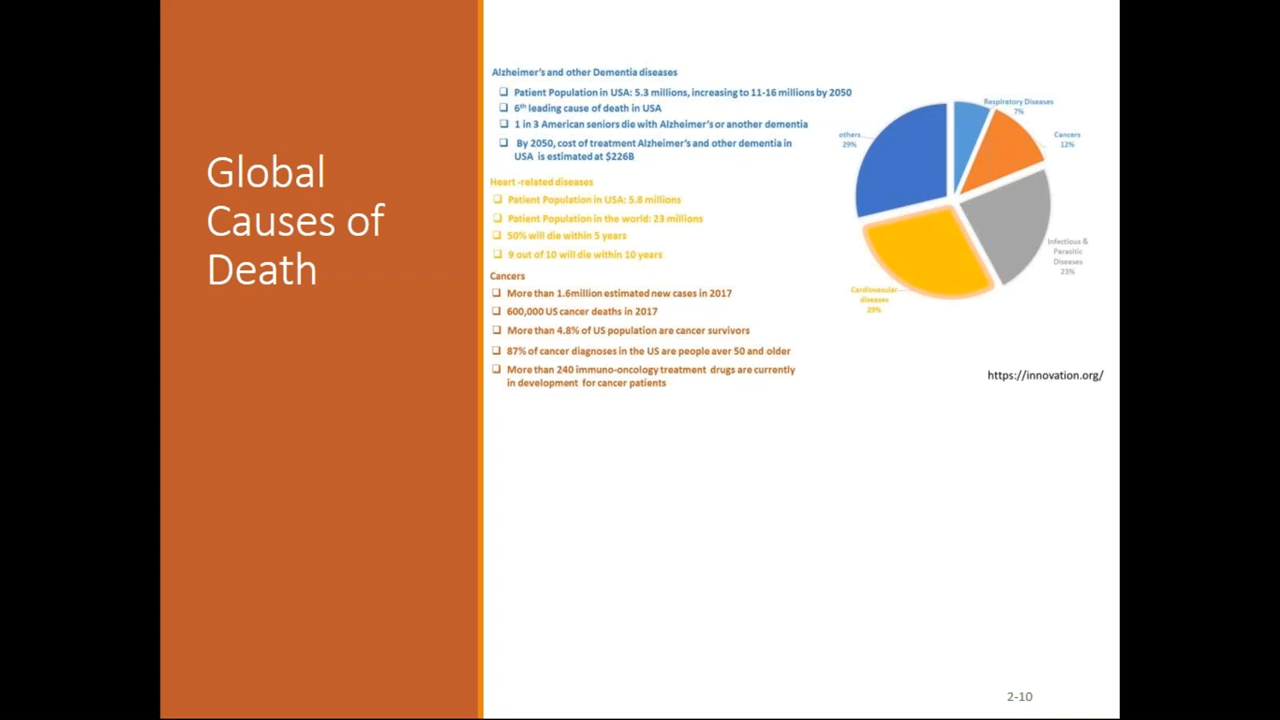 Global
Causes of
Death
Alzheimer's and other Dementia diseases
❑ Patient Population in USA: 5.3 millions, increasing to 11-16 millions by 2050
❑ 6th leading cause of death in USA
❑ 1 in 3 American seniors die with Alzheimer's or another dementia
❑ By 2050, cost of treatment Alzheimer's and other dementia in
USA is estimated at $226B
Heart -related diseases
❑ Patient Population in USA: 5.8 millions
❑ Patient Population in the world: 23 millions
❑ 50% will die within 5 years
❑ 9 out of 10 will die within 10 years
Cancers
❑ More than 1.6million estimated new cases in 2017
❑ 600,000 US cancer deaths in 2017
❑ More than 4.8% of US population are cancer survivors
❑ 87% of cancer diagnoses in the US are people aver 50 and older
❑ More than 240 immuno-oncology treatment drugs are currently
in development for cancer patients
Respiratory Diseases
7%
Cancers
12%
Infectious &
Parasitic
Diseases
23%
Cardiovascular
diseases
29%
others
29%
https://innovation.org/
2-10